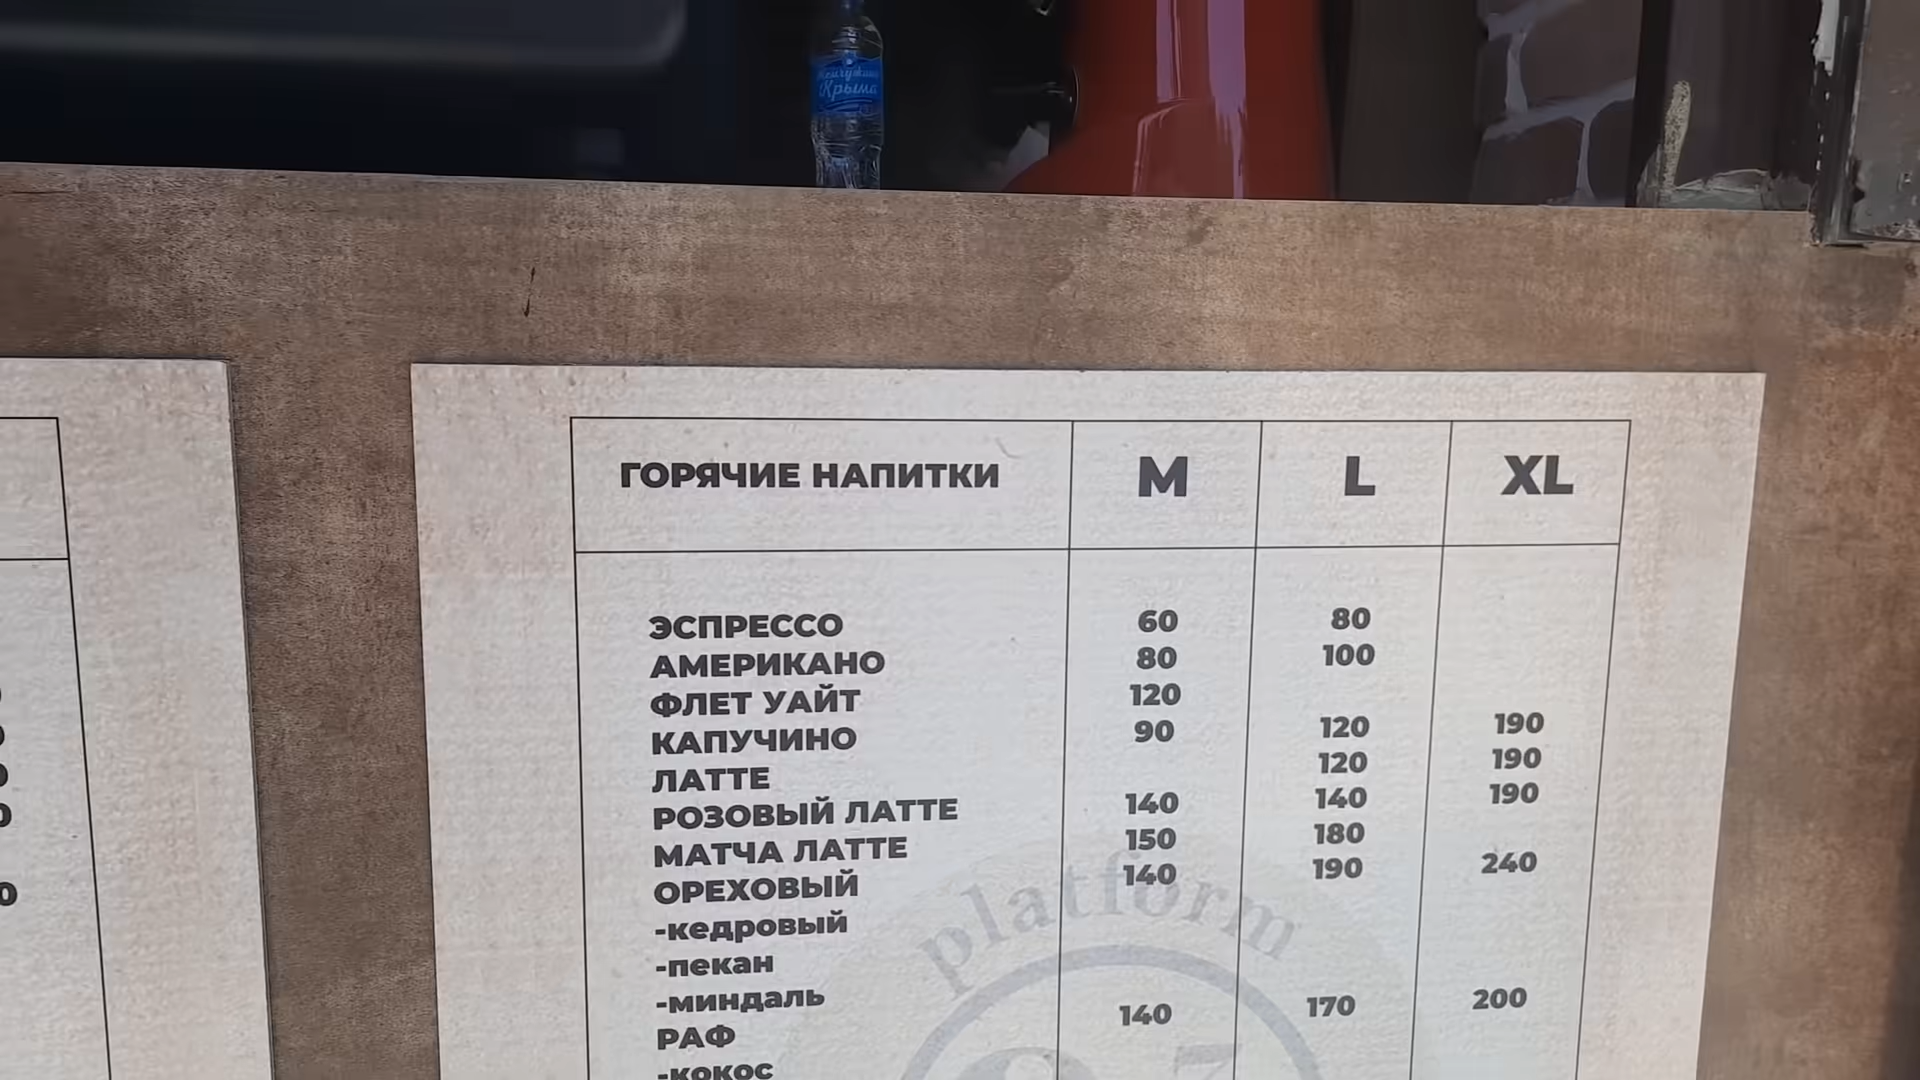 Жемчужина
Крыма
ГОРЯЧИЕ НАПИТКИ M L XL
ЭСПРЕССО 60 80
АМЕРИКАНО 80 100
ФЛЕТ УАЙТ 120
КАПУЧИНО 90 120 190
ЛАТТЕ 120 190
РОЗОВЫЙ ЛАТТЕ 140 140 190
МАТЧА ЛАТТЕ 150 180
ОРЕХОВЫЙ 140 190 240
-кедровый
-пекан
-миндаль
РАФ 140 170 200
-кокос
platform